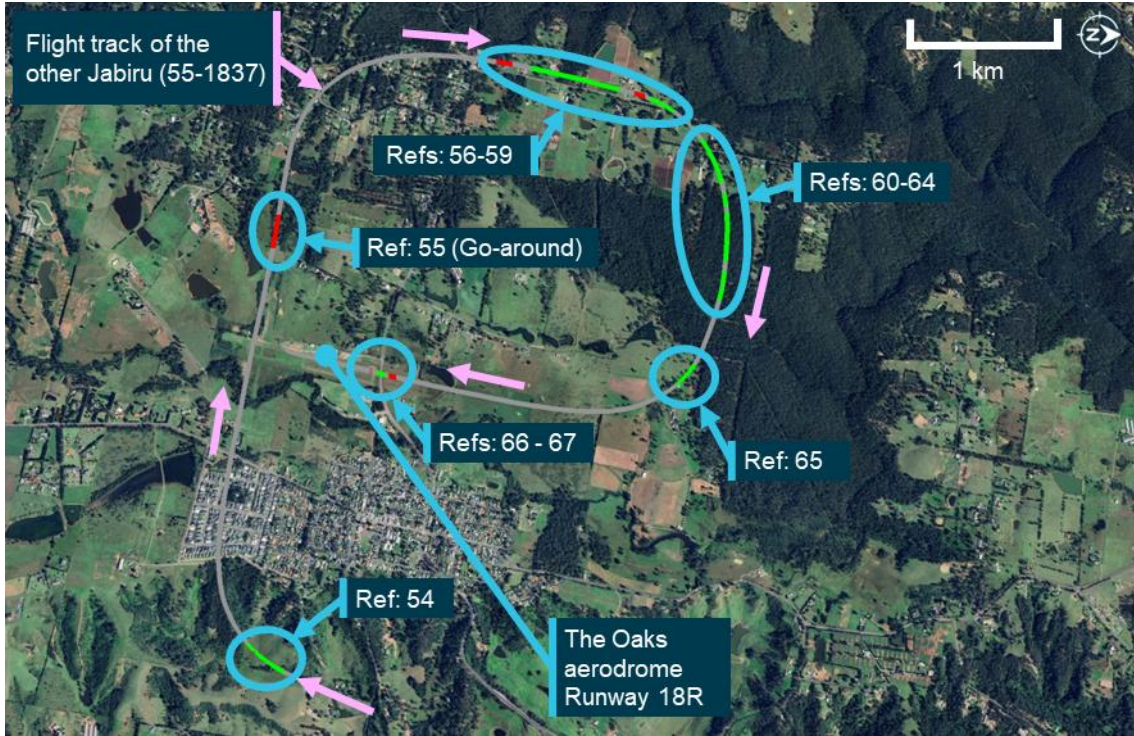 Flight track of the
other Jabiru (55-1837)
1 km
Z
Refs: 56-59
Refs: 60-64
Ref: 55 (Go-around)
Refs: 66 - 67
Ref: 65
Ref: 54
The Oaks
aerodrome
Runway 18R